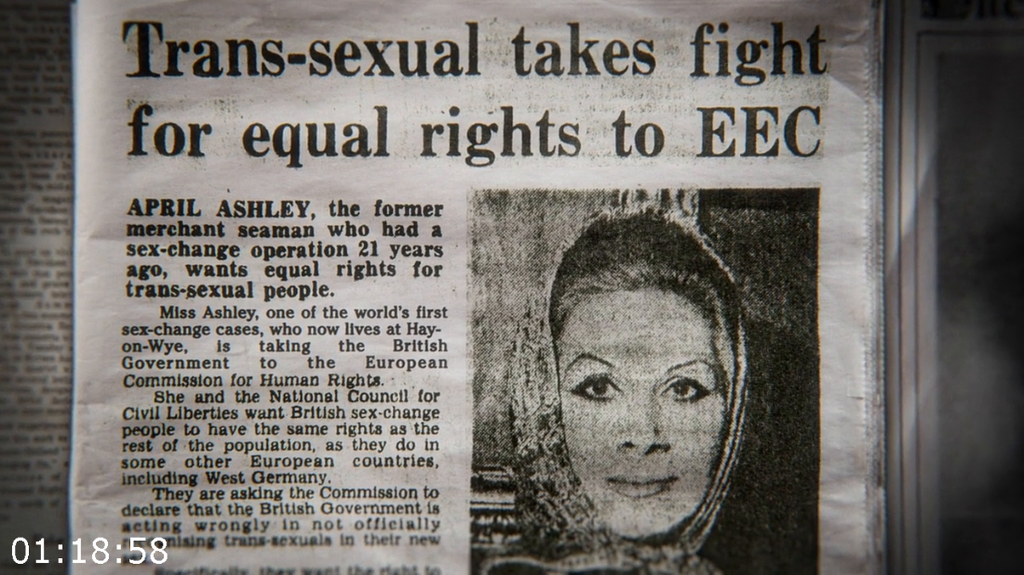 Trans-sexual takes fight
for equal rights to EEC
APRIL ASHLEY, the former
merchant seaman who had a
sex-change operation 21 years
ago, wants equal rights for
trans-sexual people.
Miss Ashley, one of the world's first
sex-change cases, who now lives at Hay-
on-Wye, is taking the British
Government to the European
Commission for Human Rights.
She and the National Council for
Civil Liberties want British sex-change
people to have the same rights as the
rest of the population, as they do in
some other European countries,
including West Germany.
They are asking the Commission to
declare that the British Government is
acting wrongly in not officially
trans-sexuals in their new
Specifically, they want the right to
01:18:58